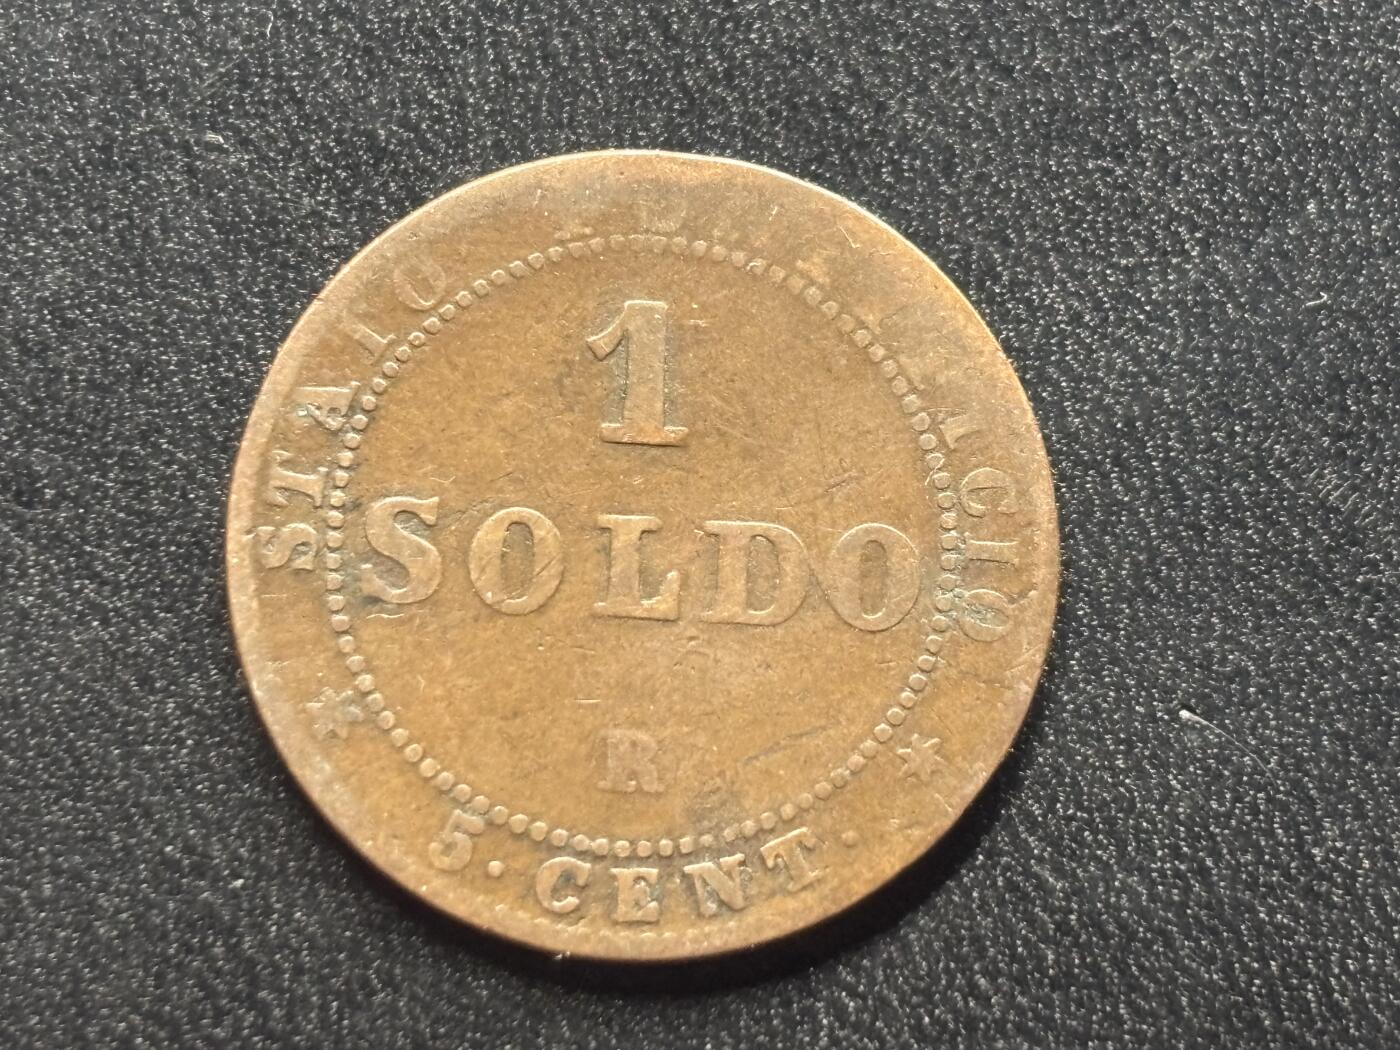 STATO
1
SOLDO
R
5 · CENT ·